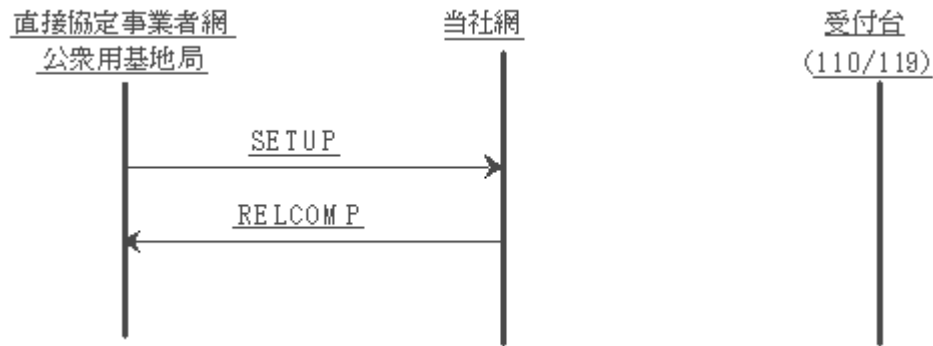 直接協定事業者網
公衆用基地局
当社網
受付台
(110/119)
SETUP
RELCOMP